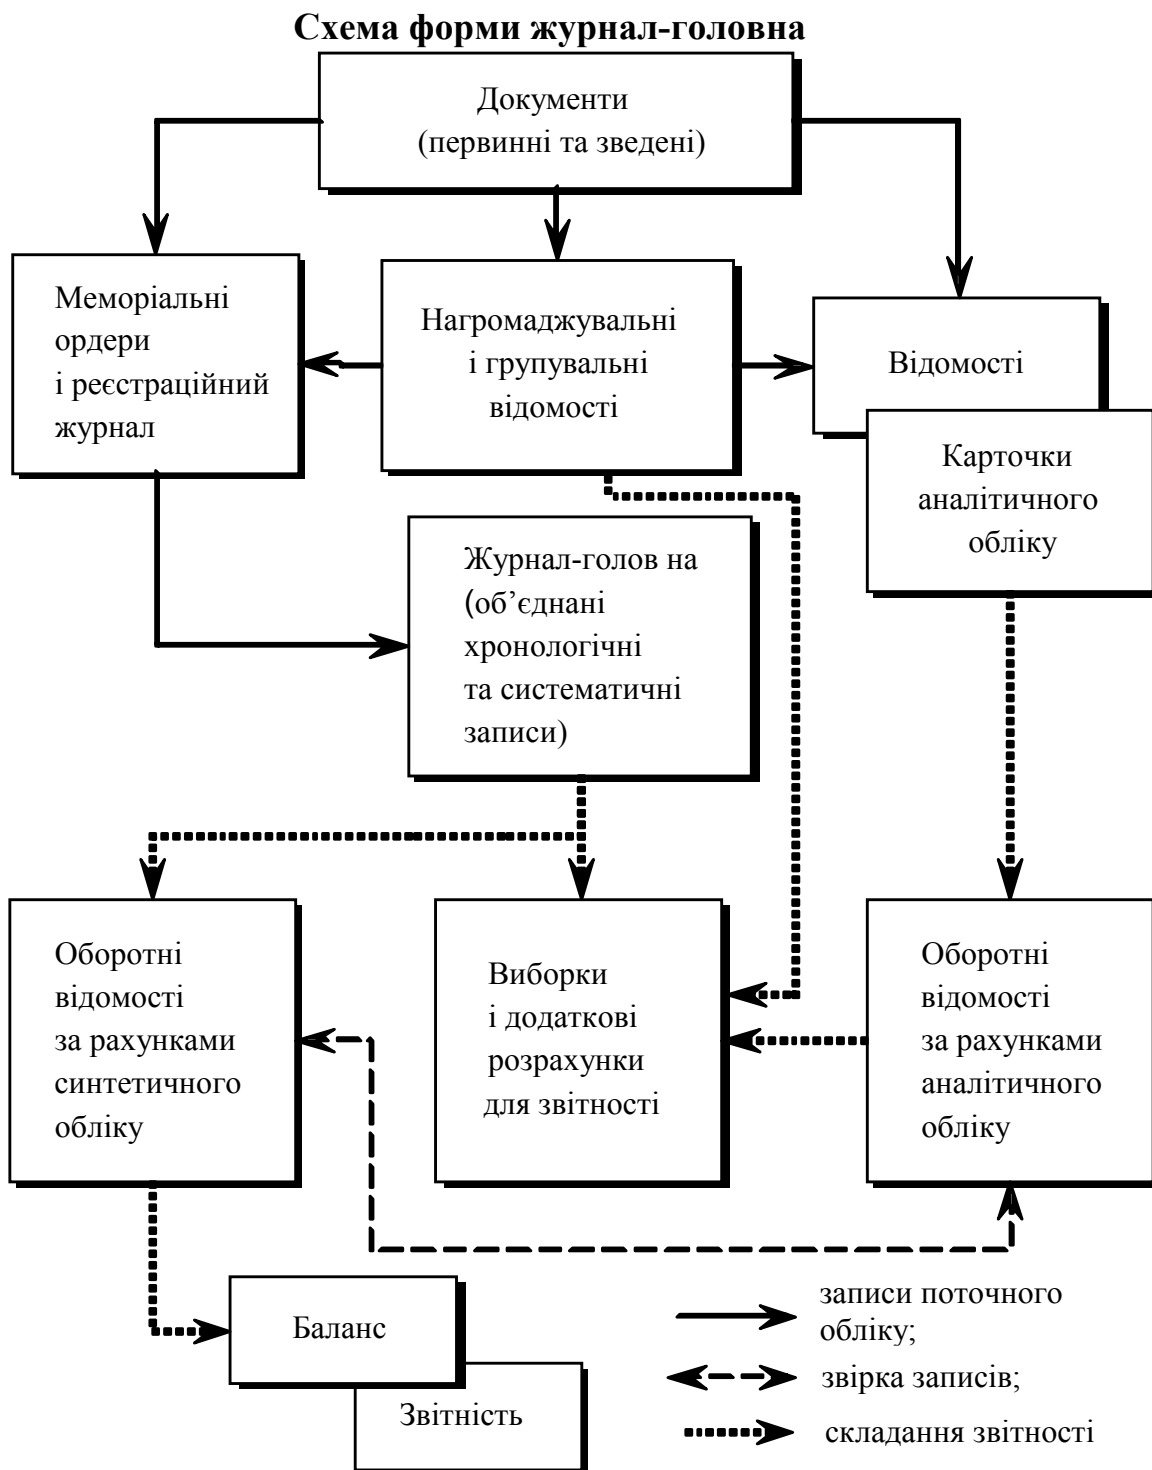 Схема форми журнал-головна
Документи
(первинні та зведені)
Меморіальні
ордери
і реєстраційний
журнал
Нагромаджувальні
і групувальні
відомості
Відомості
Карточки
аналітичного
обліку
Журнал-голов на
(об’єднані
хронологічні
та систематичні
записи)
Оборотні
відомості
за рахунками
синтетичного
обліку
Виборки
і додаткові
розрахунки
для звітності
Оборотні
відомості
за рахунками
аналітичного
обліку
Баланс
Звітність
записи поточного
обліку;
звірка записів;
складання звітності